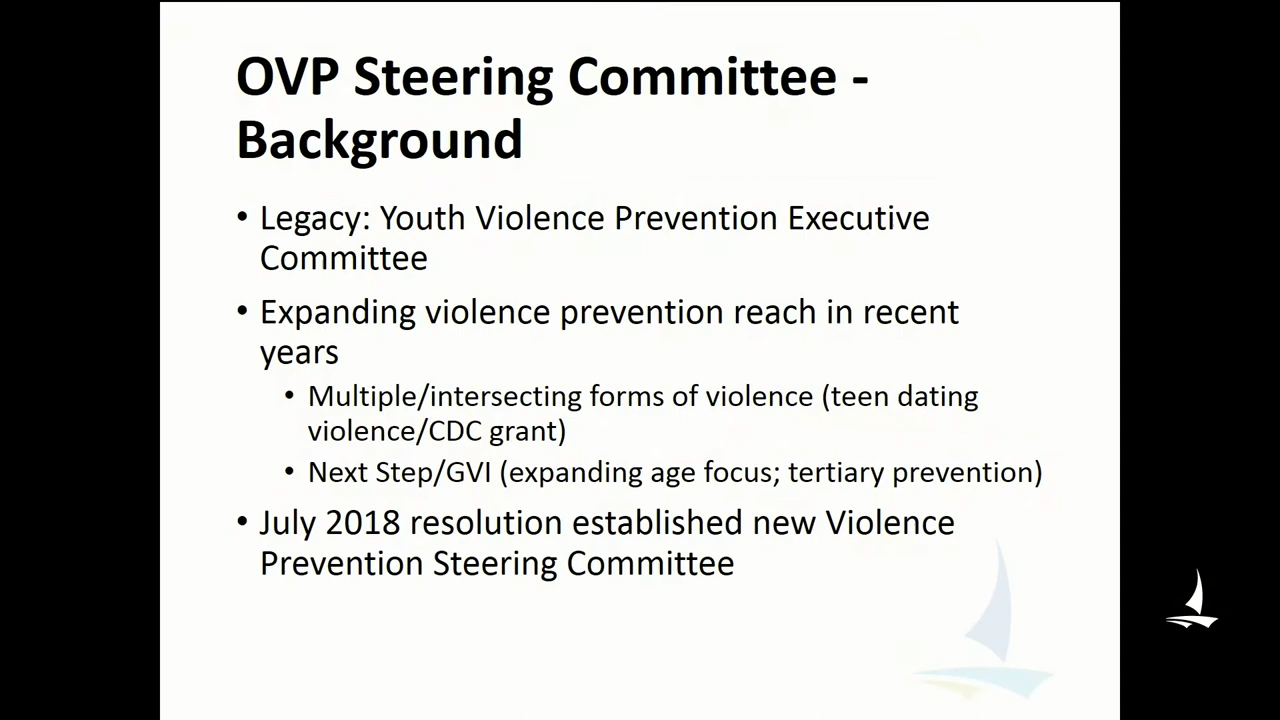 OVP Steering Committee -
Background
• Legacy: Youth Violence Prevention Executive
Committee
• Expanding violence prevention reach in recent
years
• Multiple/intersecting forms of violence (teen dating
violence/CDC grant)
• Next Step/GVI (expanding age focus; tertiary prevention)
• July 2018 resolution established new Violence
Prevention Steering Committee